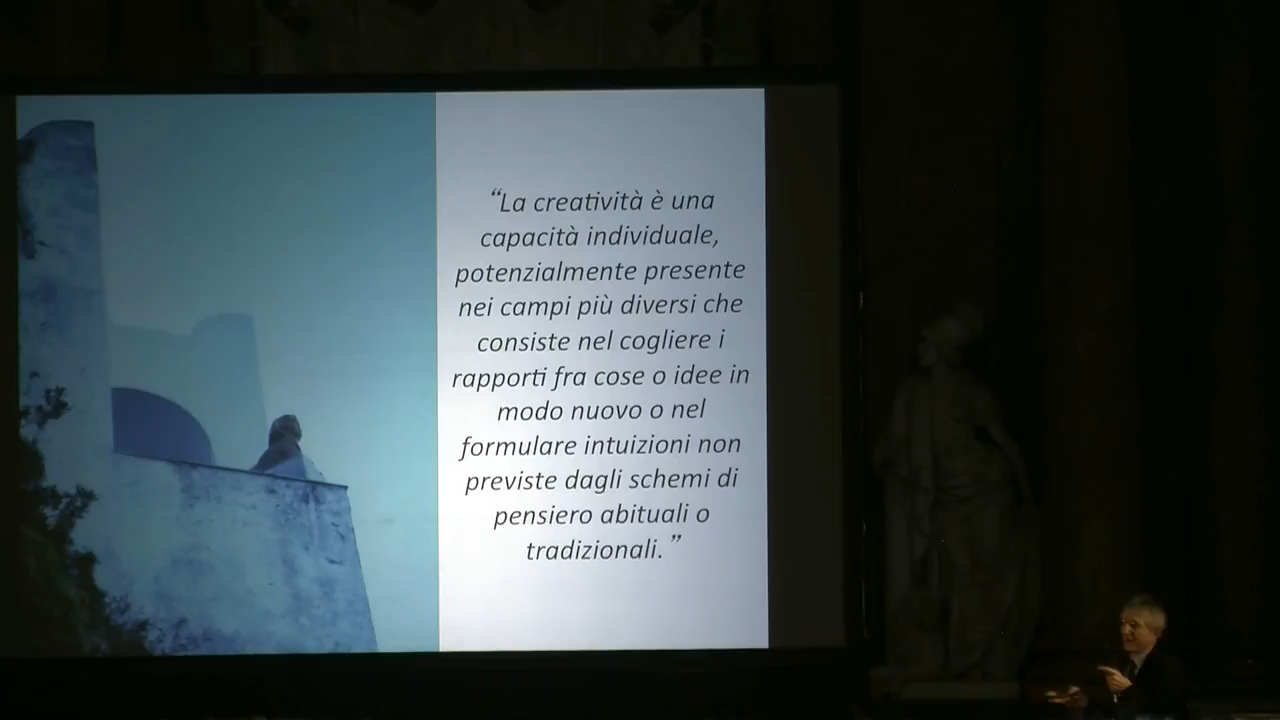 “La creatività è una
capacità individuale,
potenzialmente presente
nei campi più diversi che
consiste nel cogliere i
rapporti fra cose o idee in
modo nuovo o nel
formulare intuizioni non
previste dagli schemi di
pensiero abituali o
tradizionali.”